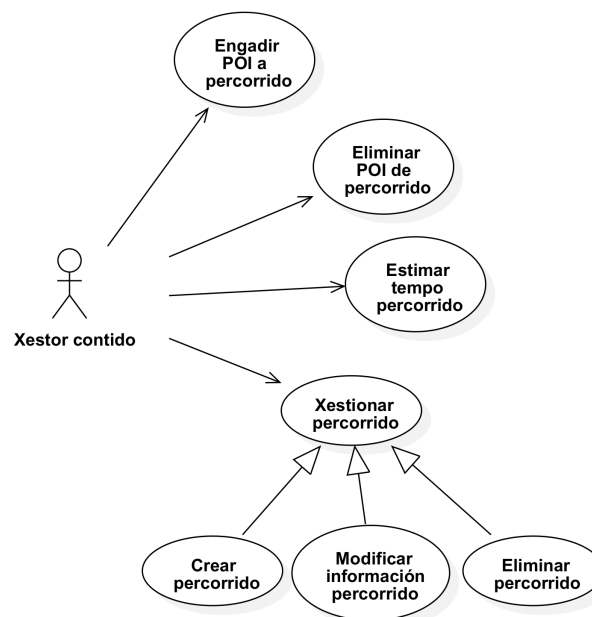 Engadir
POI a
percorrido
Eliminar
POI de
percorrido
Estimar
tempo
percorrido
Xestor contido
Xestionar
percorrido
Crear
percorrido
Modificar
información
percorrido
Eliminar
percorrido